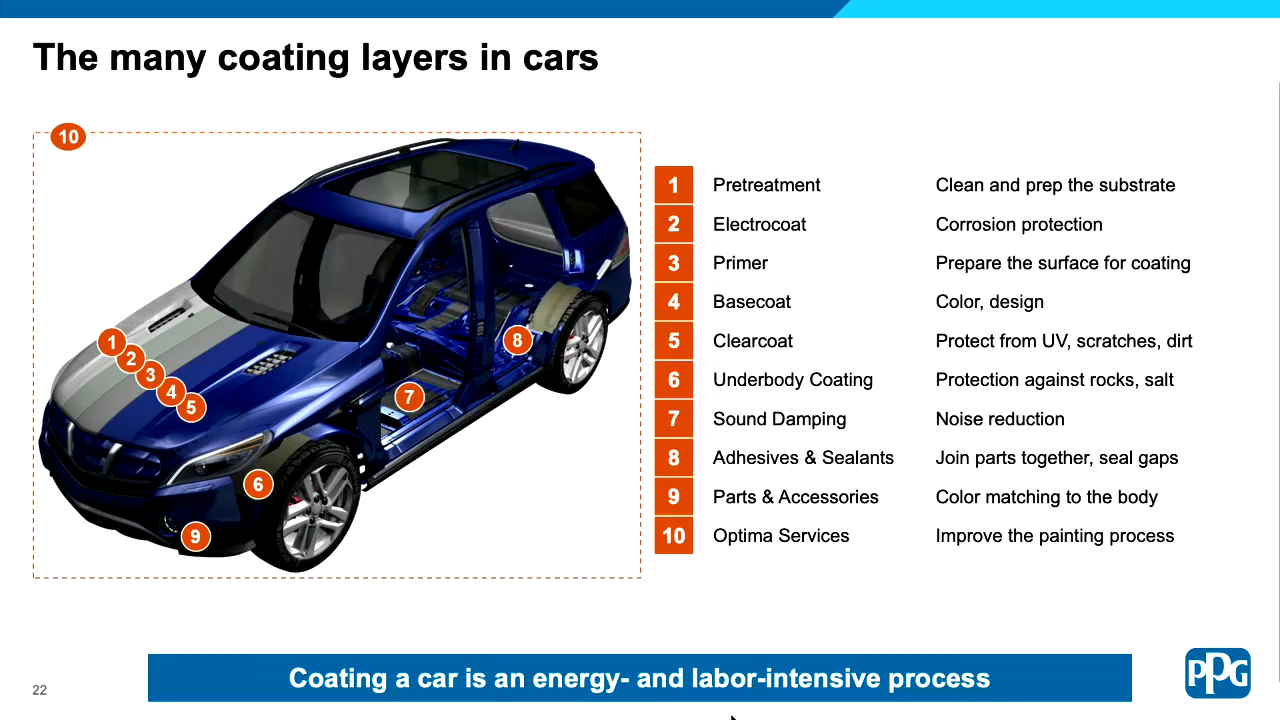 The many coating layers in cars
10
1
2
3
4
5
6
7
8
9
1 Pretreatment Clean and prep the substrate
2 Electrocoat Corrosion protection
3 Primer Prepare the surface for coating
4 Basecoat Color, design
5 Clearcoat Protect from UV, scratches, dirt
6 Underbody Coating Protection against rocks, salt
7 Sound Damping Noise reduction
8 Adhesives & Sealants Join parts together, seal gaps
9 Parts & Accessories Color matching to the body
10 Optima Services Improve the painting process
Coating a car is an energy- and labor-intensive process
22
PPG